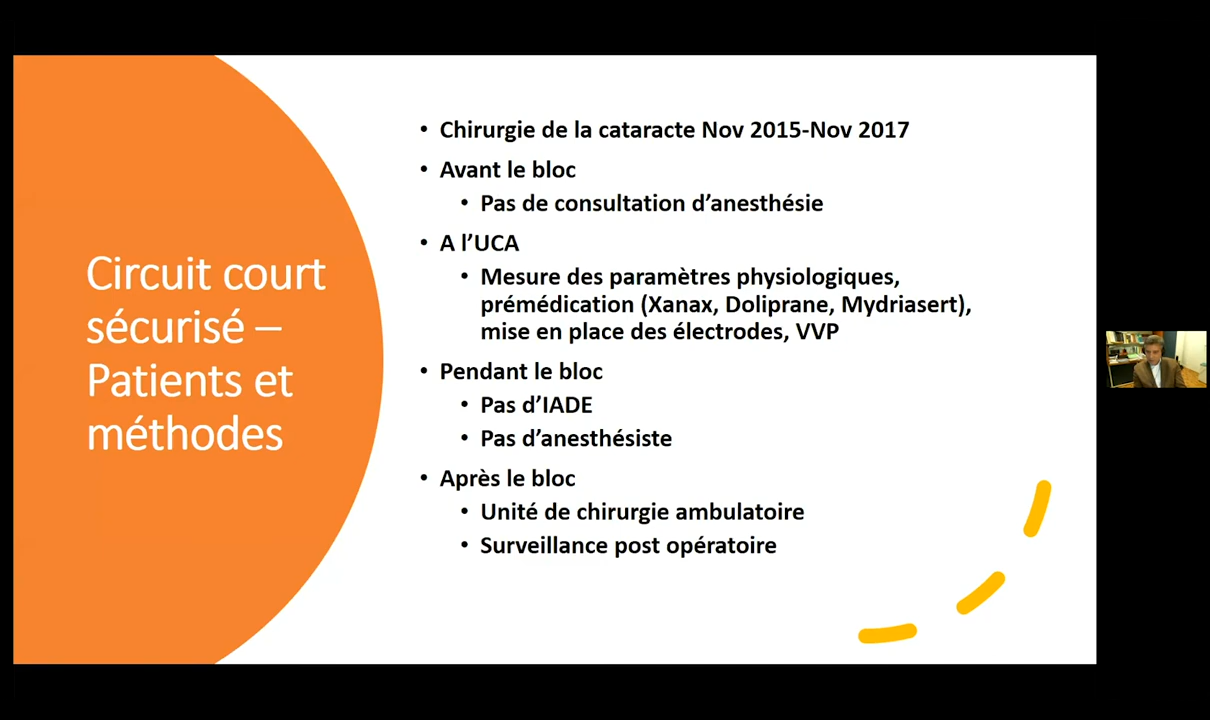 Circuit court
sécurisé –
Patients et
méthodes
• Chirurgie de la cataracte Nov 2015-Nov 2017
• Avant le bloc
• Pas de consultation d’anesthésie
• A l’UCA
• Mesure des paramètres physiologiques,
prémédication (Xanax, Doliprane, Mydriasert),
mise en place des électrodes, VVP
• Pendant le bloc
• Pas d’IADE
• Pas d’anesthésiste
• Après le bloc
• Unité de chirurgie ambulatoire
• Surveillance post opératoire